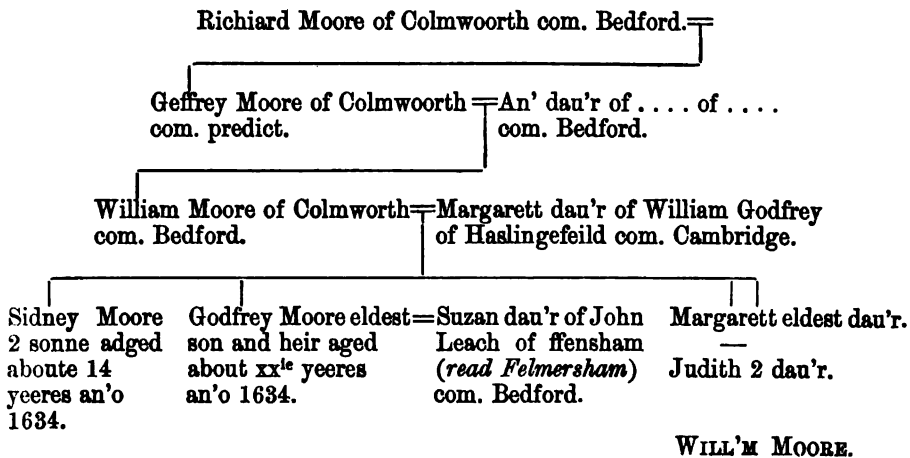 Richiard Moore of Colmwoorth com. Bedford.
Geffrey Moore of Colmwoorth
com. predict.
An' dau'r of . . . . of . . . .
com. Bedford.
William Moore of Colmworth
com. Bedford.
Margarett dau'r of William Godfrey
of Haslingefeild com. Cambridge.
Sidney Moore
2 sonne adged
aboute 14
yeeres an'o
1634.
Godfrey Moore eldest
son and heir aged
about xxtie yeeres
an'o 1634.
Suzan dau'r of John
Leach of ffensham
(read Felmersham)
com. Bedford.
Margarett eldest dau'r.
—
Judith 2 dau'r.
WILL'M MOORE.